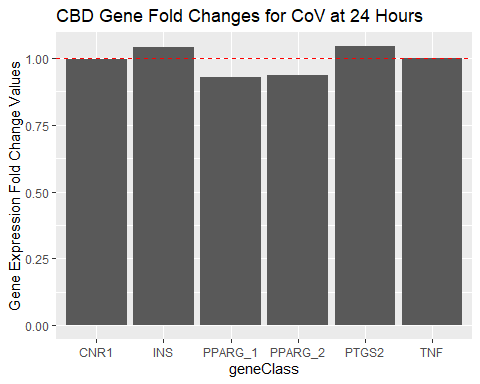 CBD Gene Fold Changes for CoV at 24 Hours
Gene Expression Fold Change Values
1.00
0.75
0.50
0.25
0.00
CNR1 INS PPARG_1 PPARG_2 PTGS2 TNF
geneClass